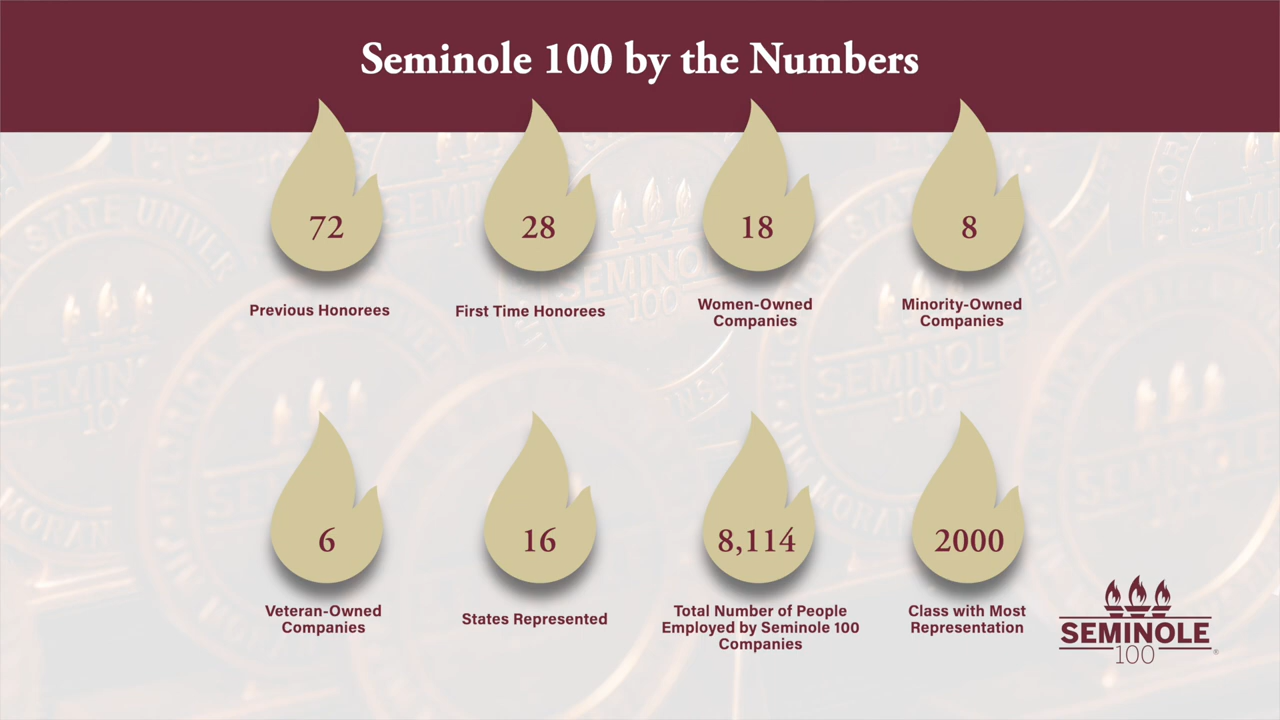 Seminole 100 by the Numbers
72
28
18
8
Previous Honorees
First Time Honorees
Women-Owned
Companies
Minority-Owned
Companies
6
16
8,114
2000
Veteran-Owned
Companies
States Represented
Total Number of People
Employed by Seminole 100
Companies
Class with Most
Representation
SEMINOLE
100
®